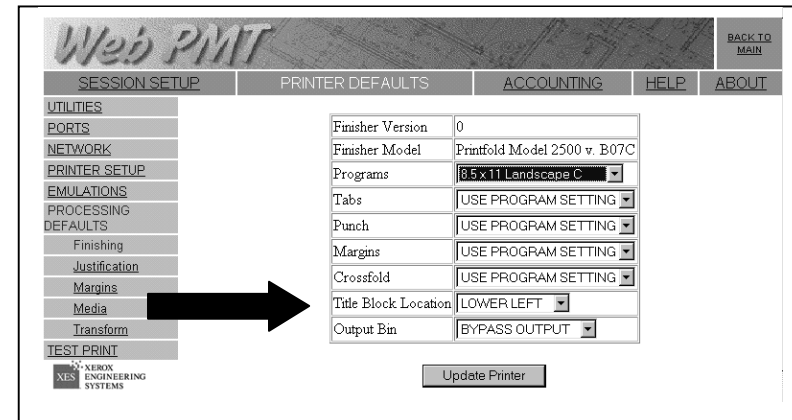 Web PMT
BACK TO
MAIN
SESSION SETUP PRINTER DEFAULTS ACCOUNTING HELP ABOUT
UTILITIES
PORTS
NETWORK
PRINTER SETUP
EMULATIONS
PROCESSING
DEFAULTS
Finishing
Justification
Margins
Media
Transform
TEST PRINT
XES XEROX
ENGINEERING
SYSTEMS
Finisher Version 0
Finisher Model Printfold Model 2500 v. B07C
Programs 8.5 x 11 Landscape C
Tabs USE PROGRAM SETTING
Punch USE PROGRAM SETTING
Margins USE PROGRAM SETTING
Crossfold USE PROGRAM SETTING
Title Block Location LOWER LEFT
Output Bin BYPASS OUTPUT
Update Printer